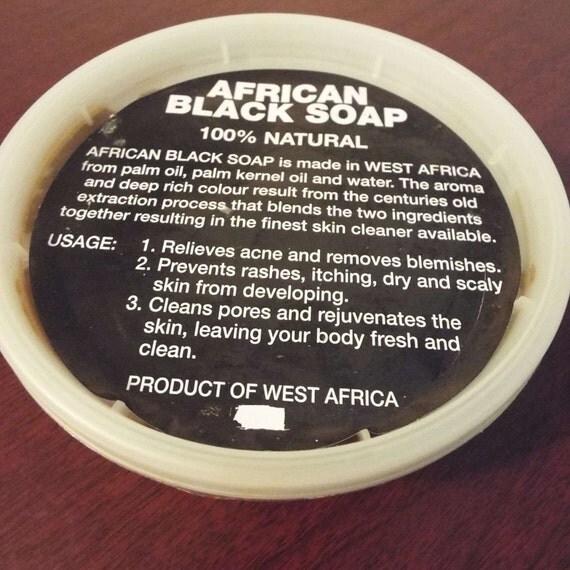 AFRICAN
BLACK SOAP
100% NATURAL
AFRICAN BLACK SOAP is made in WEST AFRICA
from palm oil, palm kernel oil and water. The aroma
and deep rich colour result from the centuries old
extraction process that blends the two ingredients
together resulting in the finest skin cleaner available.
USAGE: 1. Relieves acne and removes blemishes.
2. Prevents rashes, itching, dry and scaly
skin from developing.
3. Cleans pores and rejuvenates the
skin, leaving your body fresh and
clean.
PRODUCT OF WEST AFRICA